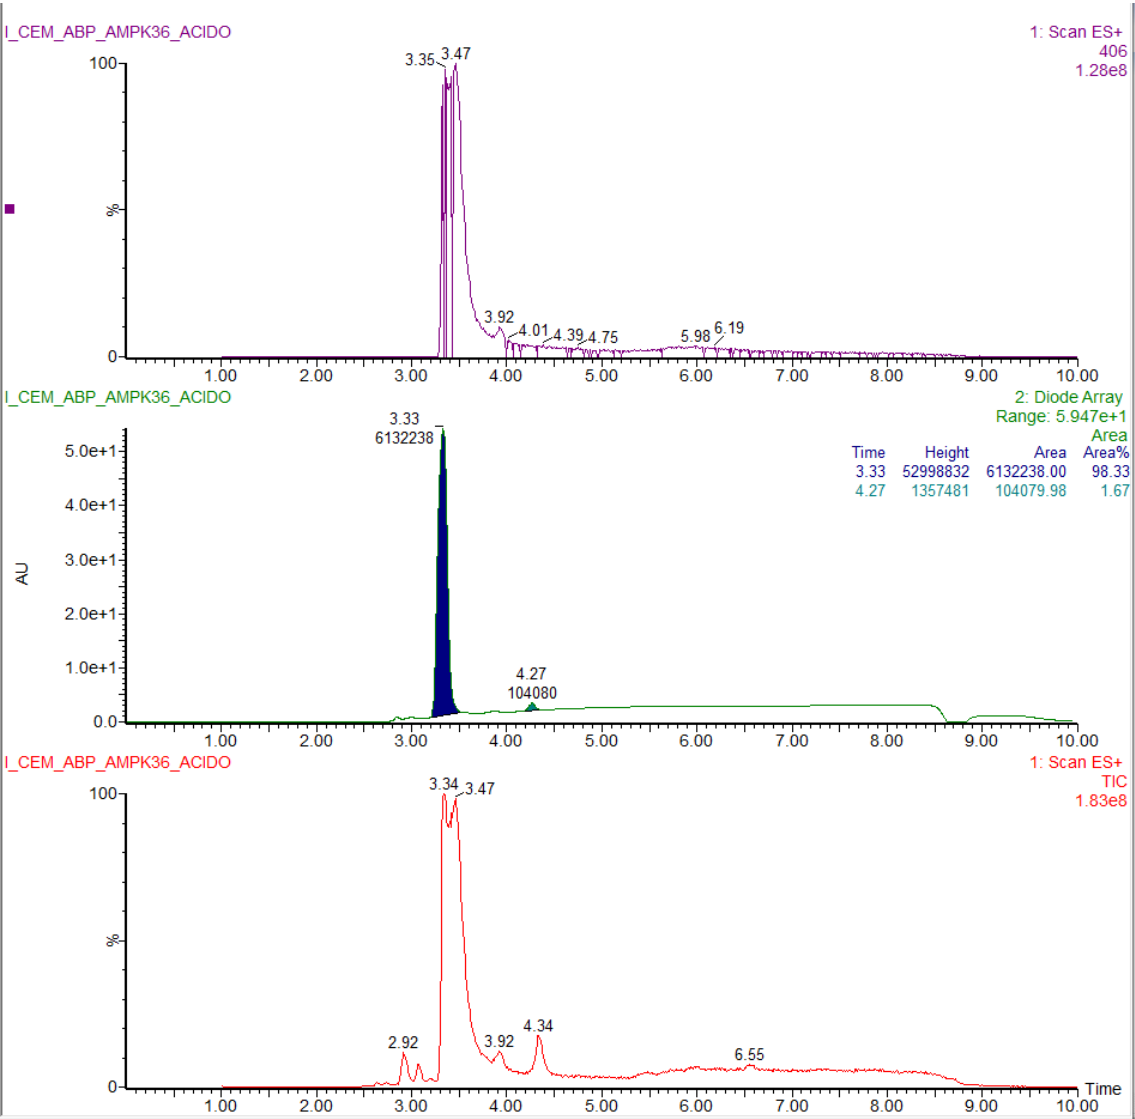 I_CEM_ABP_AMPK36_ACIDO
1: Scan ES+
406
1.28e8
3.35 3.47
100
%
3.92
4.01 4.39 4.75
5.98 6.19
0
1.00 2.00 3.00 4.00 5.00 6.00 7.00 8.00 9.00 10.00
I_CEM_ABP_AMPK36_ACIDO
2: Diode Array
Range: 5.947e+1
Area
Time Height Area Area%
3.33 52998832 6132238.00 98.33
4.27 1357481 104079.98 1.67
3.33
6132238
5.0e+1
4.0e+1
3.0e+1
AU
2.0e+1
1.0e+1
4.27
104080
0.0
1.00 2.00 3.00 4.00 5.00 6.00 7.00 8.00 9.00 10.00
I_CEM_ABP_AMPK36_ACIDO
1: Scan ES+
TIC
1.83e8
3.34 3.47
100
%
2.92
3.92
4.34
6.55
0
Time
1.00 2.00 3.00 4.00 5.00 6.00 7.00 8.00 9.00 10.00